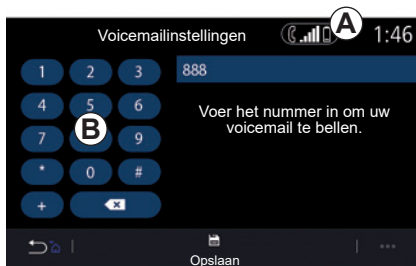 Voicemailinstellingen
A
1:46
1 2 3
888
4 5 6
Voer het nummer in om uw
voicemail te bellen.
7 B 9
* 0 #
+
Opslaan